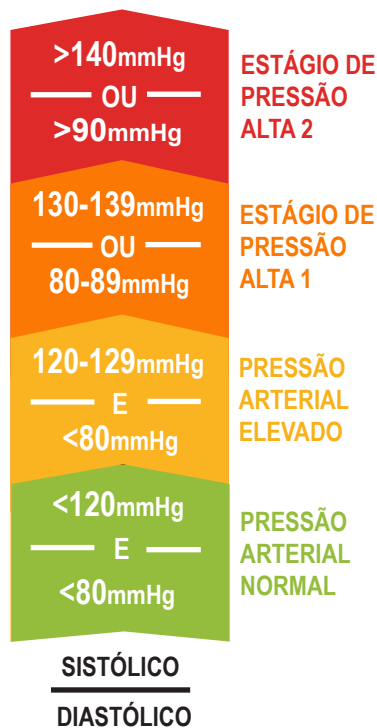 >140mmHg
OU
>90mmHg
ESTÁGIO DE
PRESSÃO
ALTA 2
130-139mmHg
OU
80-89mmHg
ESTÁGIO DE
PRESSÃO
ALTA 1
120-129mmHg
E
<80mmHg
PRESSÃO
ARTERIAL
ELEVADO
<120mmHg
E
<80mmHg
PRESSÃO
ARTERIAL
NORMAL
SISTÓLICO
DIASTÓLICO